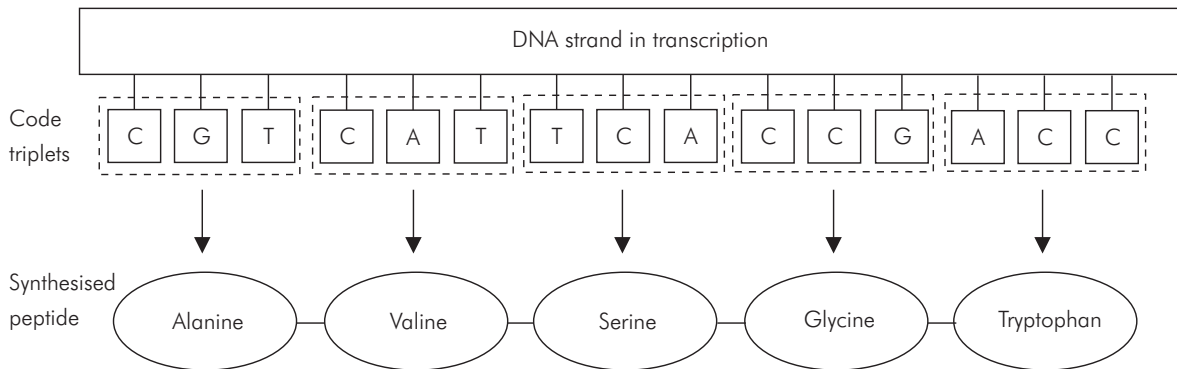 DNA strand in transcription
Code
triplets
C G T C A T T C A C C G A C C
Synthesised
peptide
Alanine Valine Serine Glycine Tryptophan